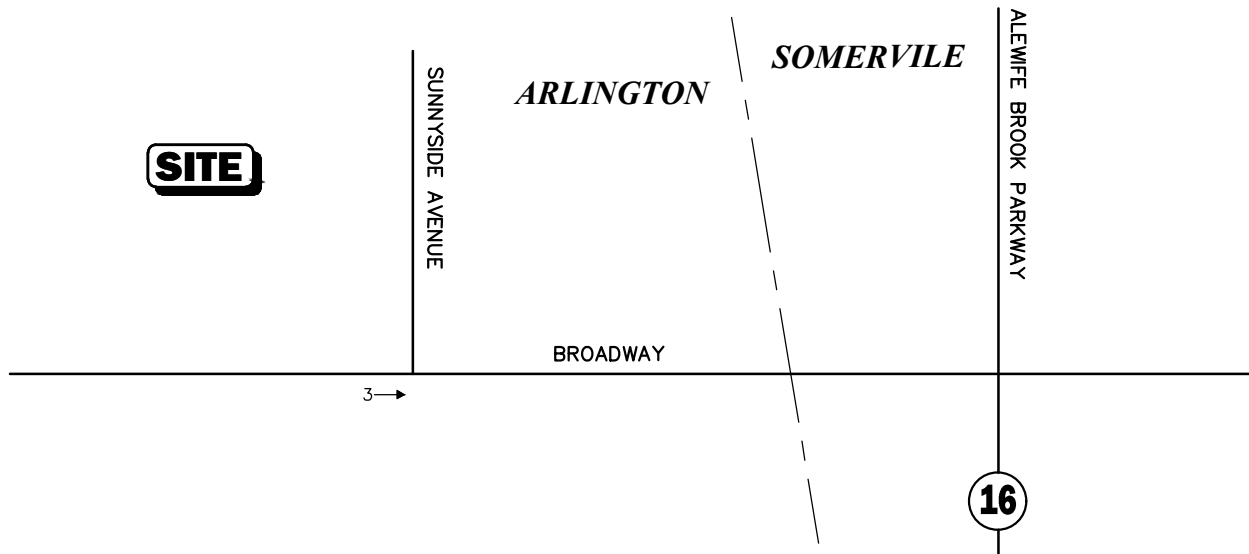 SOMERVILE
ARLINGTON
SITE
SUNNYSIDE AVENUE
ALEWIFE BROOK PARKWAY
BROADWAY
3
16